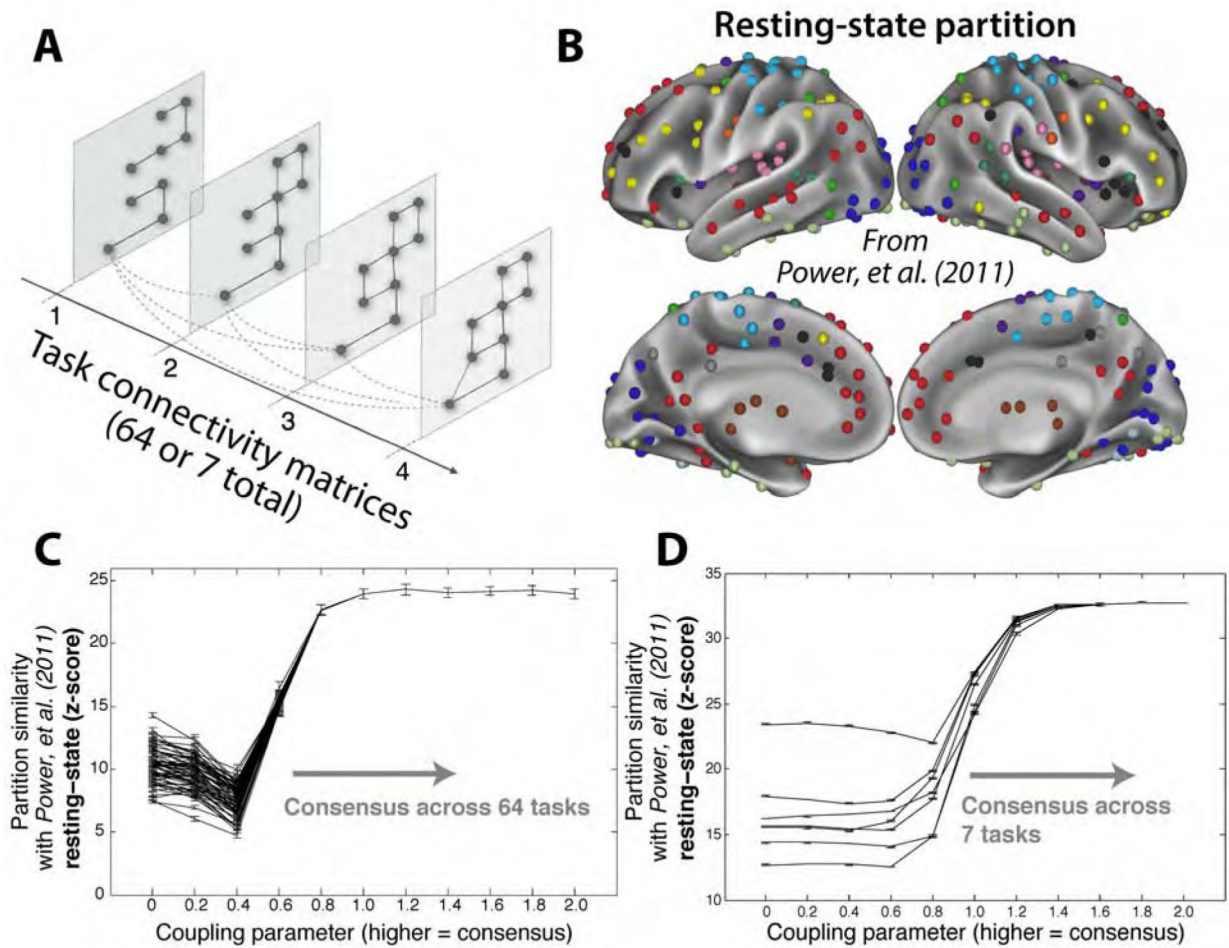 A
1
2
3
4
Task connectivity matrices
(64 or 7 total)
B
Resting-state partition
From
Power, et al. (2011)
C
Partition similarity
with Power, et al. (2011)
resting–state (z-score)
25
20
15
10
5
0
Consensus across 64 tasks
0 0.2 0.4 0.6 0.8 1.0 1.2 1.4 1.6 1.8 2.0
Coupling parameter (higher = consensus)
D
Partition similarity
with Power, et al. (2011)
resting–state (z-score)
35
30
25
20
15
10
Consensus across
7 tasks
0 0.2 0.4 0.6 0.8 1.0 1.2 1.4 1.6 1.8 2.0
Coupling parameter (higher = consensus)